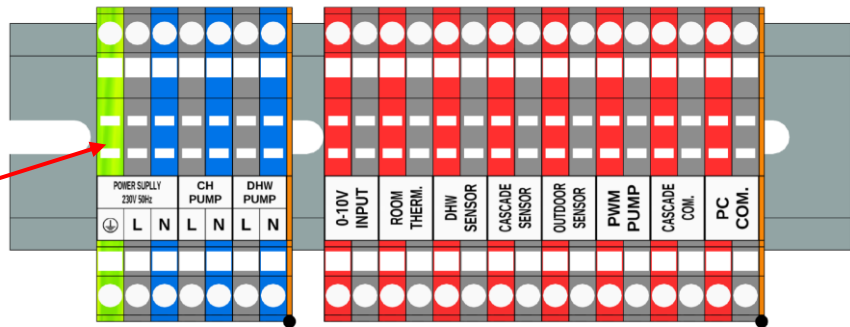 POWER SUPLLY
230V 50Hz
CH
PUMP
DHW
PUMP
L N L N L N
0-10V
INPUT
ROOM
THERM.
DHW
SENSOR
CASCADE
SENSOR
OUTDOOR
SENSOR
PWM
PUMP
CASCADE
COM.
PC
COM.